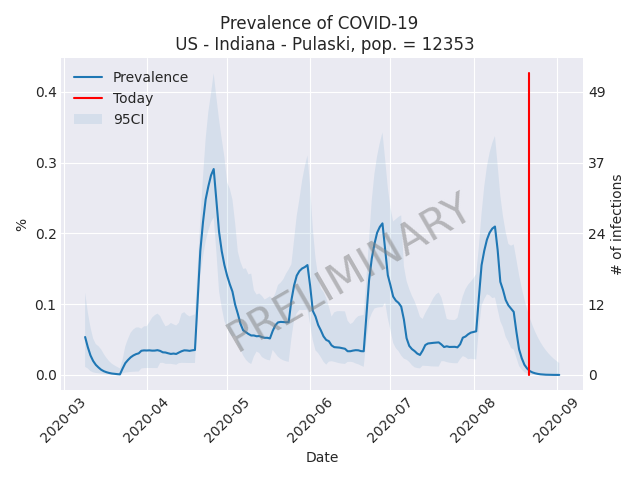 Prevalence of COVID-19
US - Indiana - Pulaski, pop. = 12353
Prevalence
Today
95CI
0.4
0.3
0.2
0.1
0.0
%
49
37
24
12
0
# of infections
PRELIMINARY
2020-03
2020-04
2020-05
2020-06
2020-07
2020-08
2020-09
Date